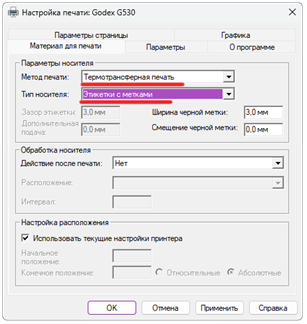 Настройка печати: Godex G530
Параметры страницы Графика
Материал для печати Параметры О программе
Параметры носителя
Метод печати: Термотрансферная печать
Тип носителя: Этикетки с метками
Зазор этикетки: 3,0 мм Ширина черной метки: 3,0 мм
Дополнительная подача: 0,0 мм Смещение черной метки: 0,0 мм
Обработка носителя
Действие после печати: Нет
Расположение:
Интервал:
Настройка расположения
Использовать текущие настройки принтера
Начальное положение:
Конечное положение: Относительные Абсолютные
OK Отмена Применить Справка